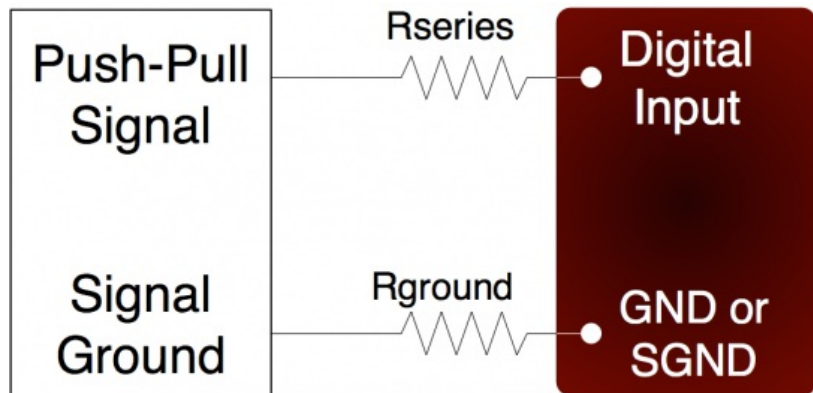 Push-Pull
Signal
Rseries
Digital
Input
Signal
Ground
Rground
GND or
SGND